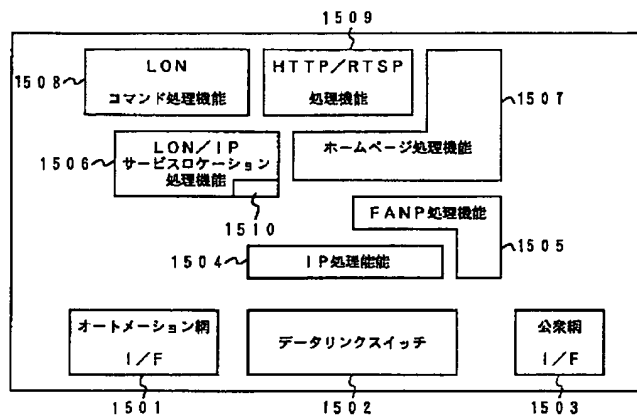 1509
LON
コマンド処理機能
1508
HTTP/RTSP
処理機能
1507
ホームページ処理機能
LON/IP
サービスロケーション
処理機能
1506
1510
FANP処理機能
1505
1504
IP処理能能
オートメーション網
I/F
データリンクスイッチ
公衆網
I/F
1501
1502
1503